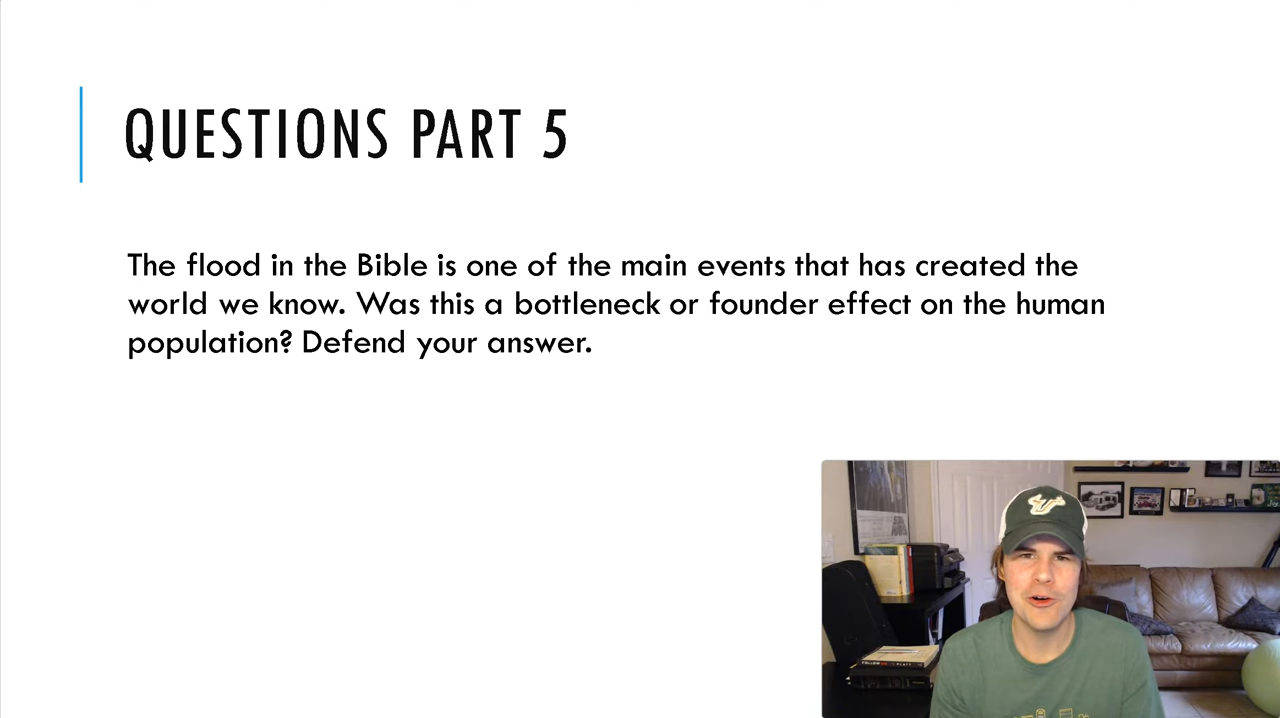 QUESTIONS PART 5
The flood in the Bible is one of the main events that has created the
world we know. Was this a bottleneck or founder effect on the human
population? Defend your answer.